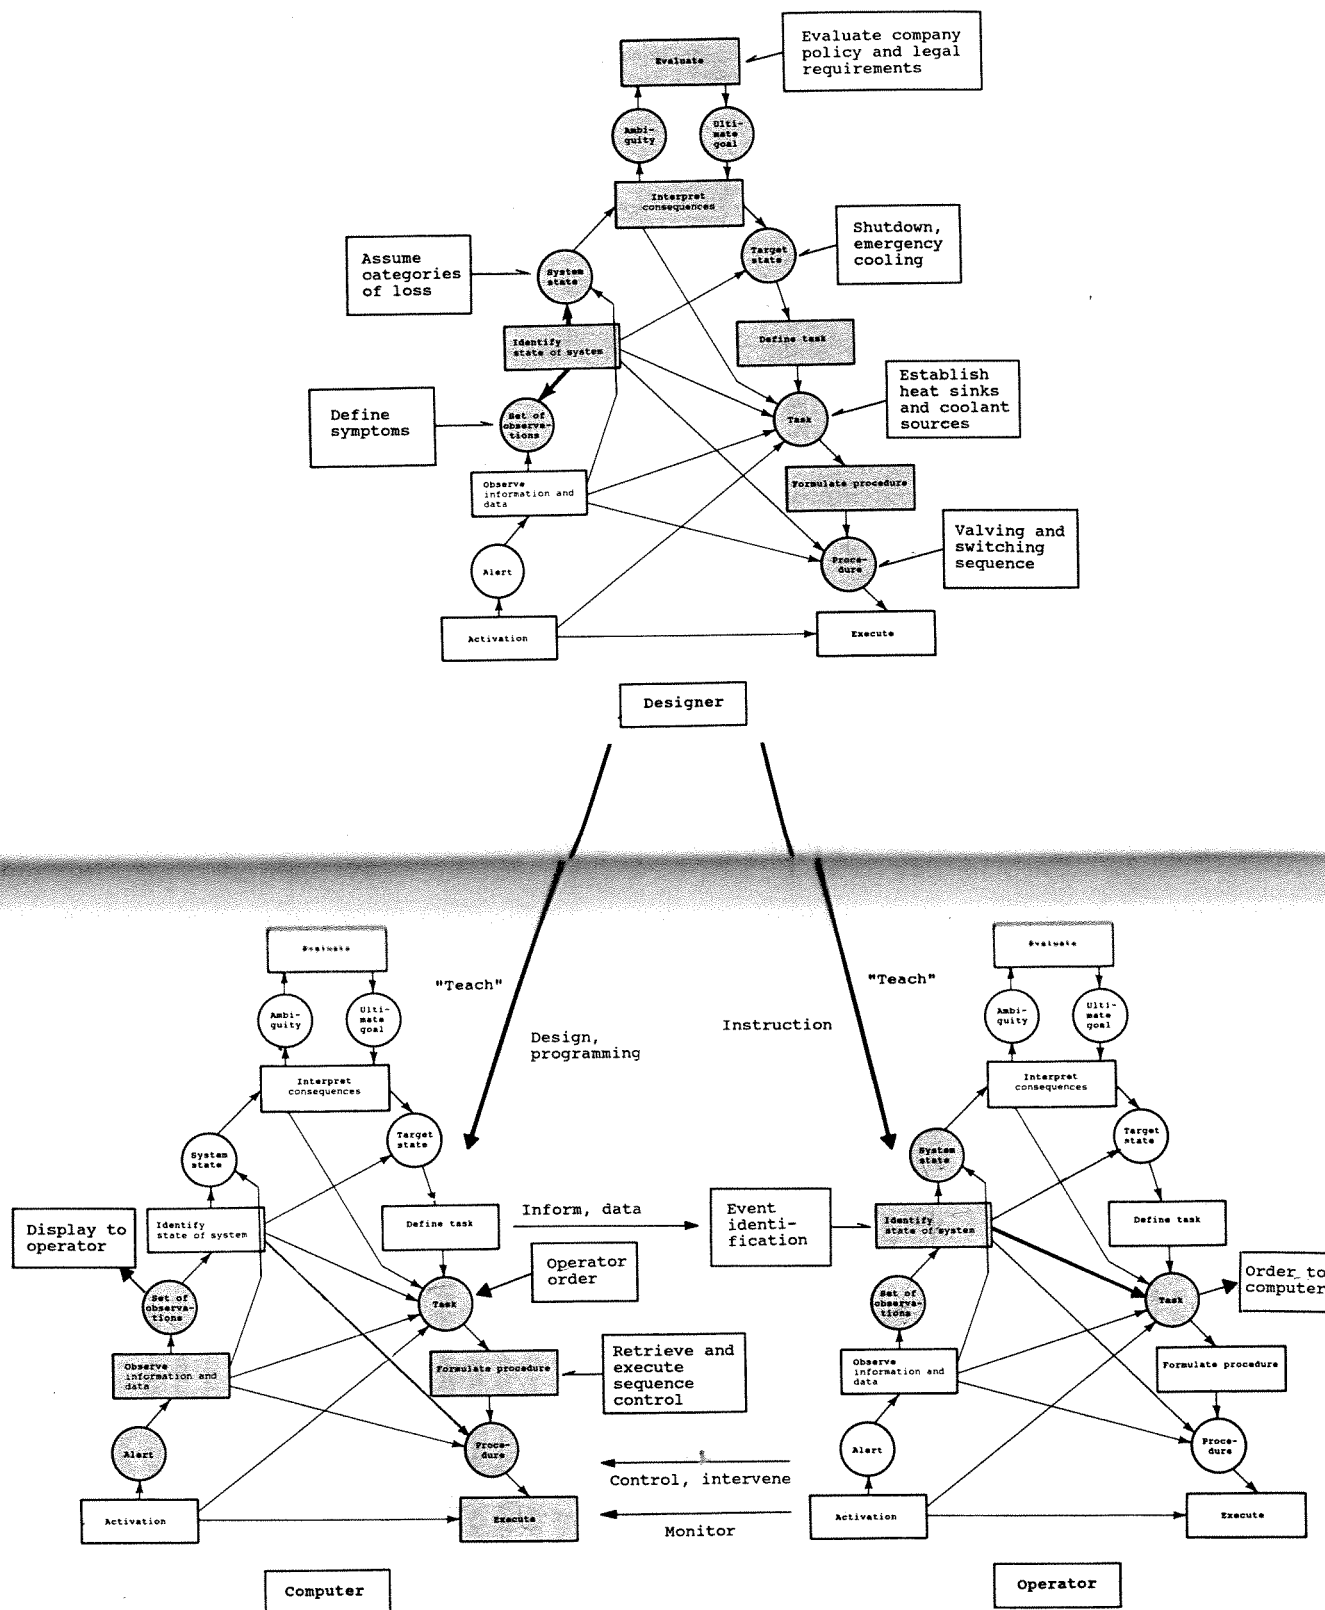 Evaluate company
policy and legal
requirements
Evaluate
Ambi-
guity
Ulti-
mate
goal
Interpret
consequences
Shutdown,
emergency
cooling
Target
state
Assume
categories
of loss
System
state
Identify
state of system
Define task
Establish
heat sinks
and coolant
sources
Define
symptoms
Set of
observa-
tions
Task
Observe
information and
data
Formulate procedure
Valving and
switching
sequence
Alert
Proce-
dure
Activation
Execute
Designer
"Teach"
Design,
programming
"Teach"
Instruction
Evaluate
Ambi-
guity
Ulti-
mate
goal
Interpret
consequences
System
state
Target
state
Display to
operator
Identify
state of system
Define task
Inform, data
Operator
order
Set of
observa-
tions
Task
Observe
information and
data
Formulate procedure
Retrieve and
execute
sequence
control
Alert
Proce-
dure
Control, intervene
Activation
Execute
Monitor
Computer
Evaluate
Ambi-
guity
Ulti-
mate
goal
Interpret
consequences
System
state
Target
state
Event
identi-
fication
Identify
state of system
Define task
Set of
observa-
tions
Task
Order to
computer
Observe
information and
data
Formulate procedure
Alert
Proce-
dure
Activation
Execute
Operator